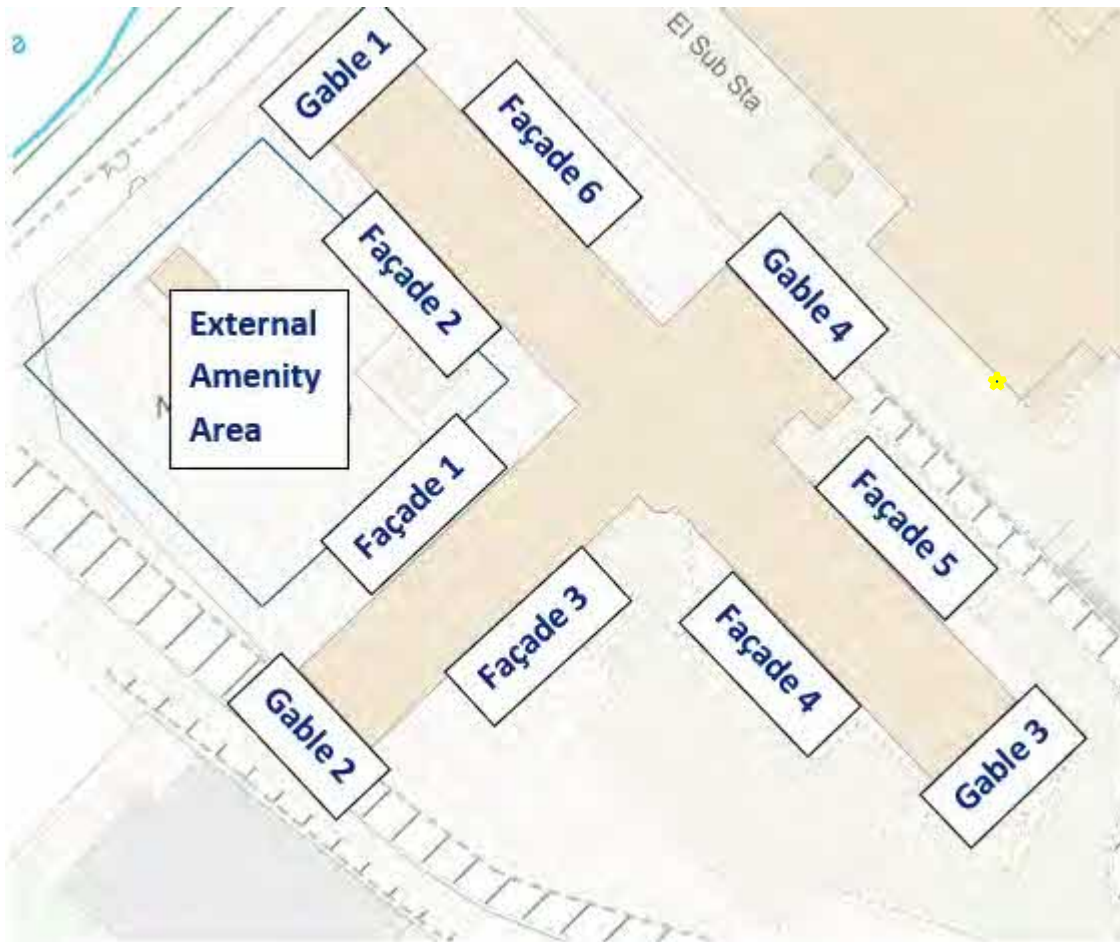 Gable 1
El Sub Sta
Façade 6
Façade 2
Gable 4
External
Amenity
Area
Façade 1
Façade 5
Façade 3
Façade 4
Gable 2
Gable 3